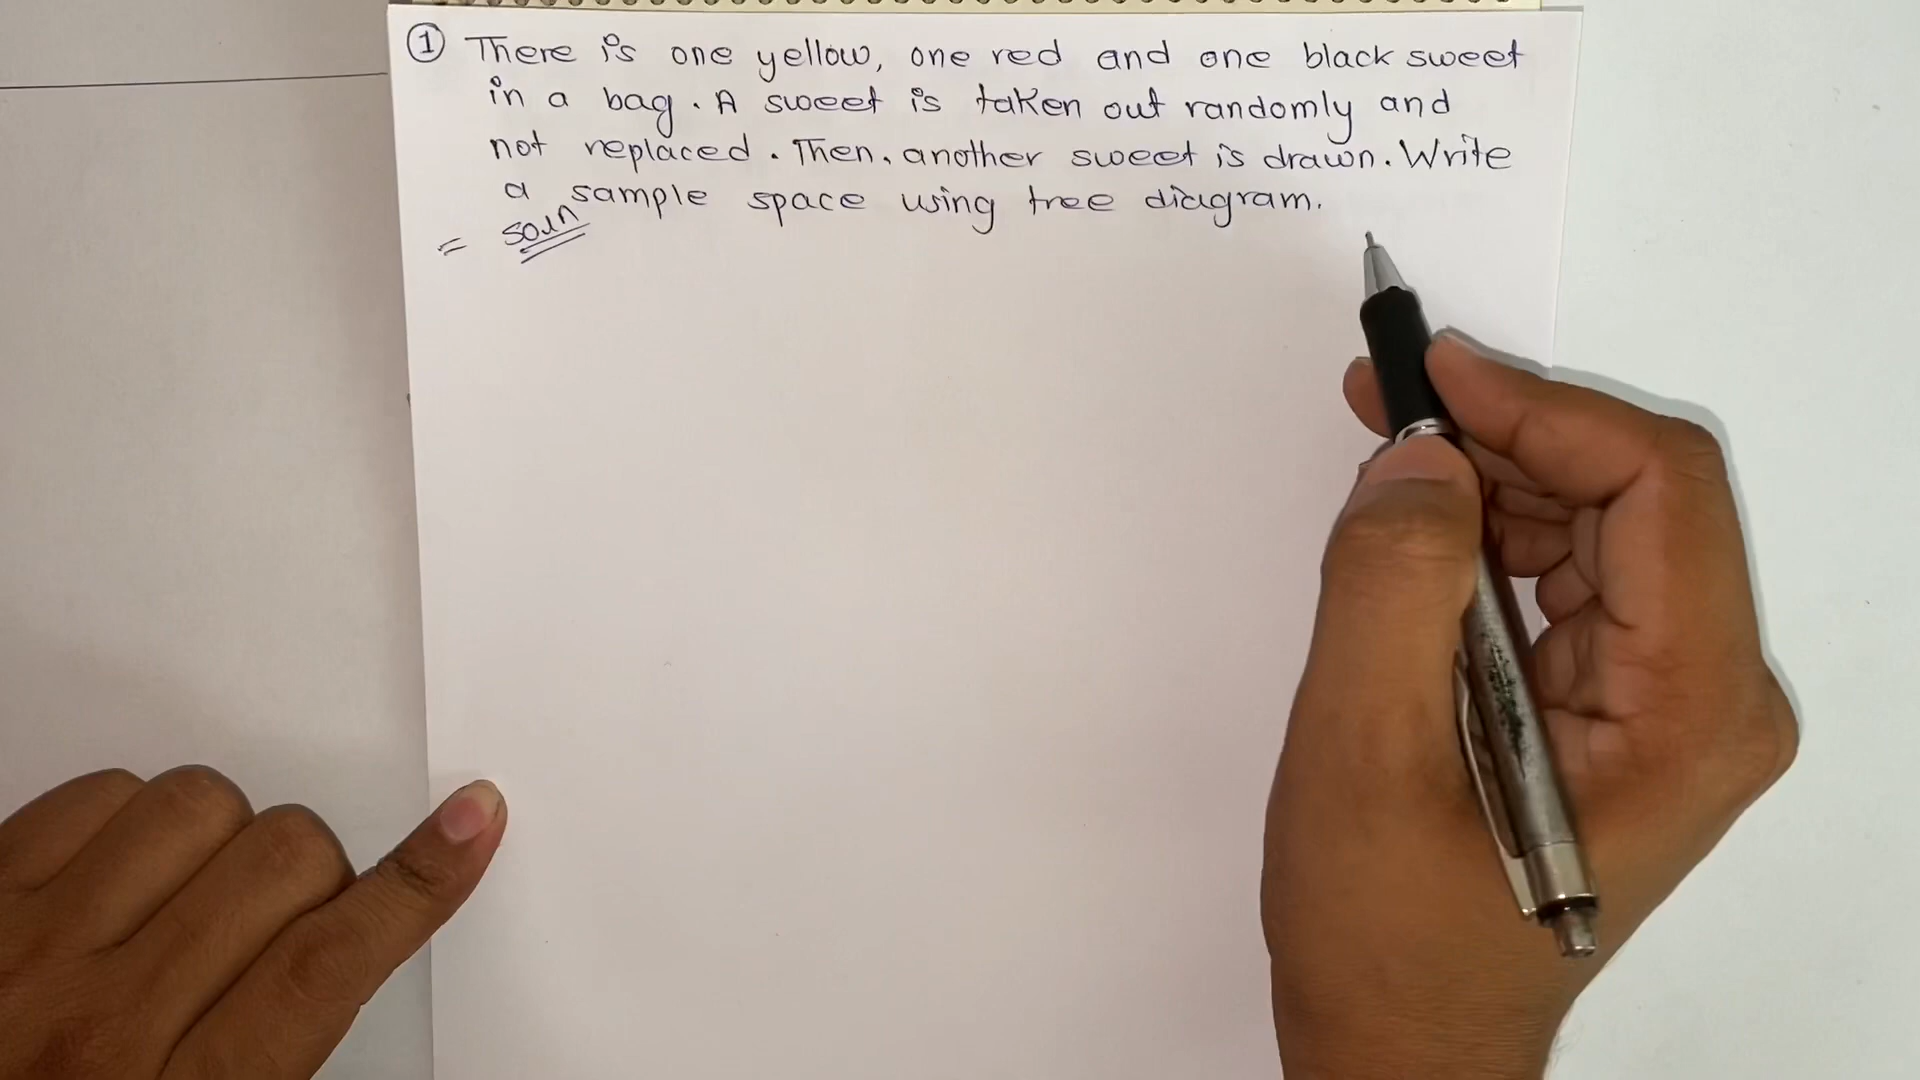 ① There is one yellow, one red and one black sweet
in a bag. A sweet is taken out randomly and
not replaced. Then. another sweet is drawn. Write
a sample space using tree diagram.
= soln